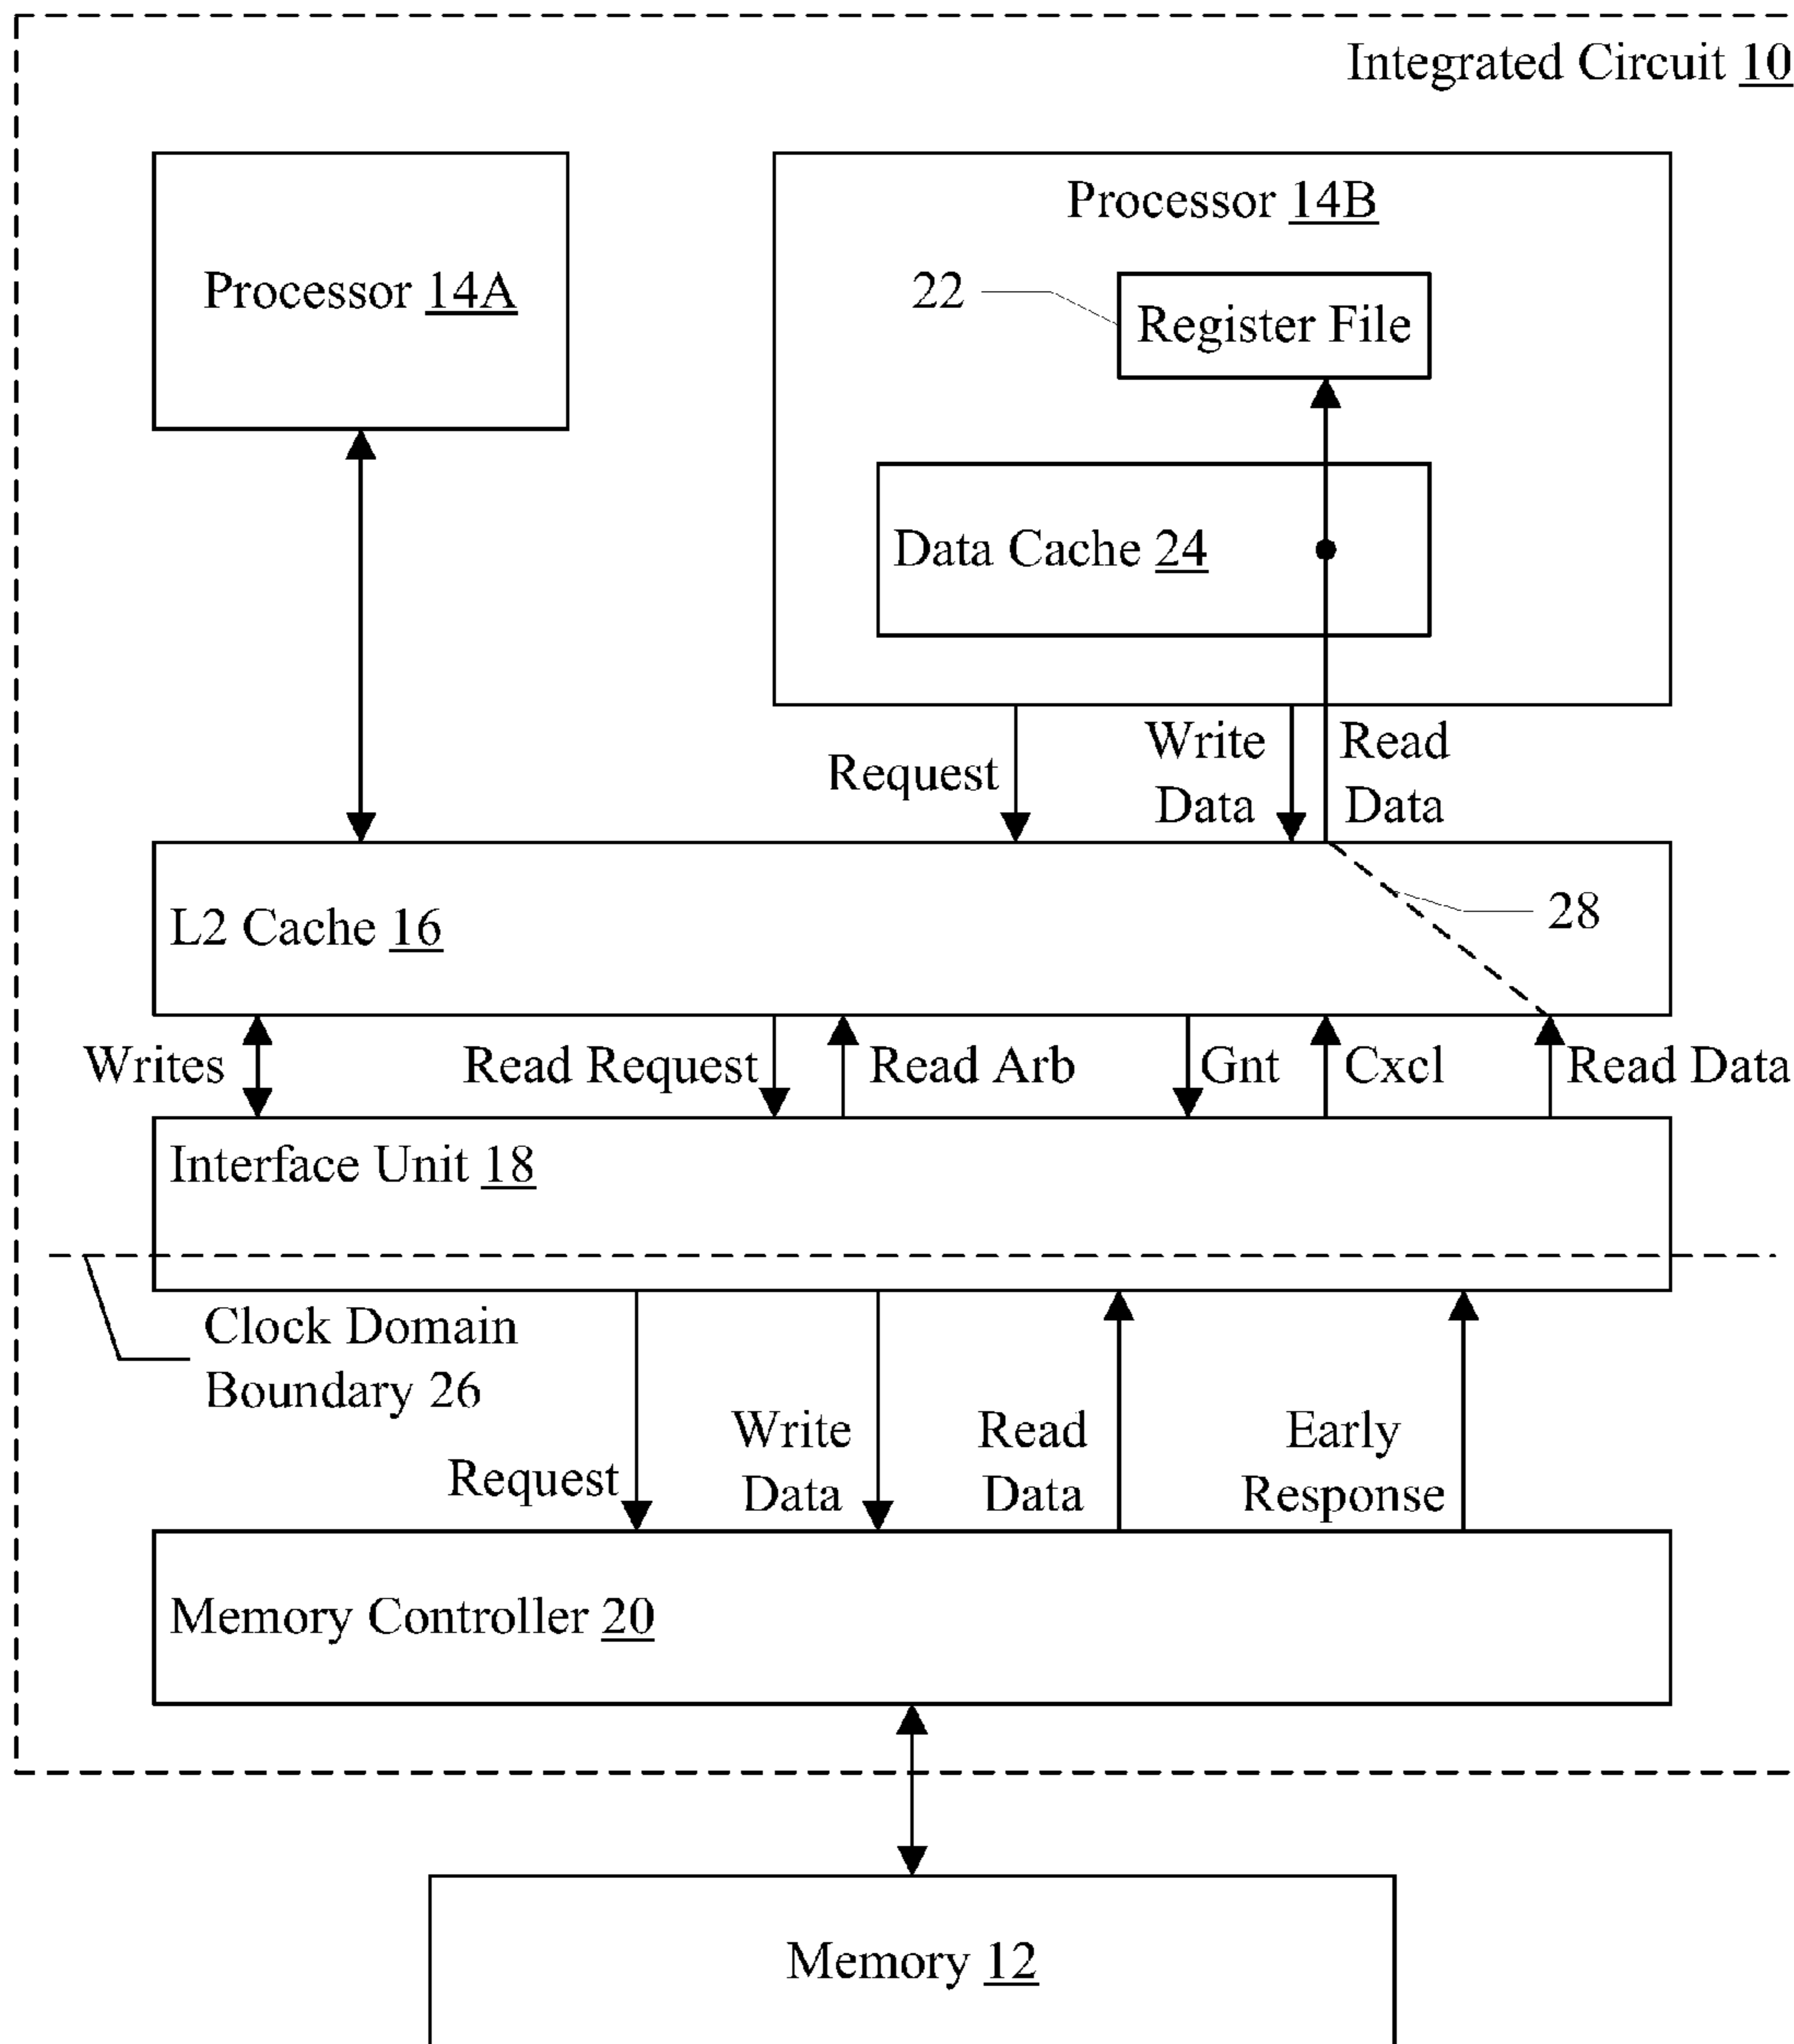 Integrated Circuit 10
Processor 14A
Processor 14B
22
Register File
Data Cache 24
Request
Write
Data
Read
Data
L2 Cache 16
28
Writes
Read Request
Read Arb
Gnt
Cxcl
Read Data
Interface Unit 18
Clock Domain
Boundary 26
Request
Write
Data
Read
Data
Early
Response
Memory Controller 20
Memory 12